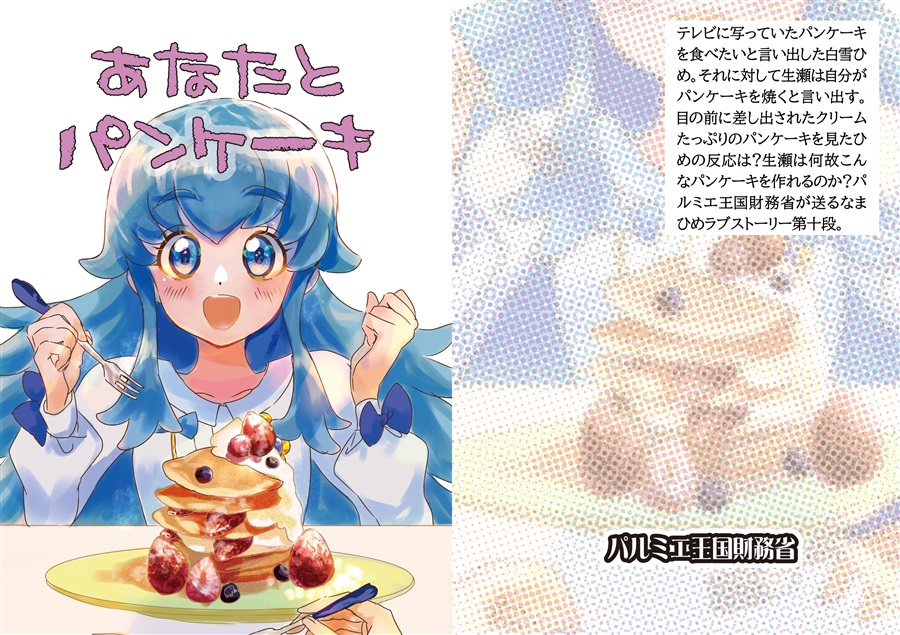 あなたと
パンケーキ
テレビに写っていたパンケーキ
を食べたいと言い出した白雪ひ
め。それに対して生瀬は自分が
パンケーキを焼くと言い出す。
目の前に差し出されたクリーム
たっぷりのパンケーキを見たひ
めの反応は？生瀬は何故こん
なパンケーキを作れるのか？パ
ルミエ王国財務省が送るなま
ひめラブストーリー第十段。
パルミエ王国財務省